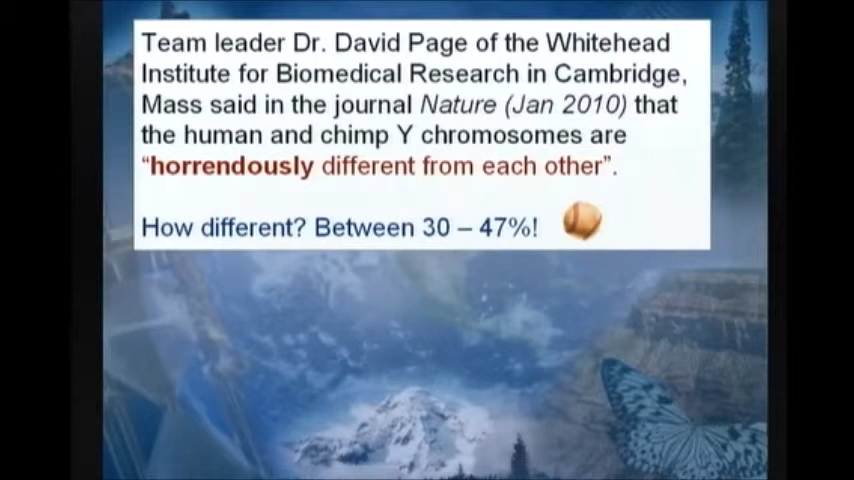 Team leader Dr. David Page of the Whitehead
Institute for Biomedical Research in Cambridge,
Mass said in the journal Nature (Jan 2010) that
the human and chimp Y chromosomes are
“horrendously different from each other”.
How different? Between 30 – 47%!